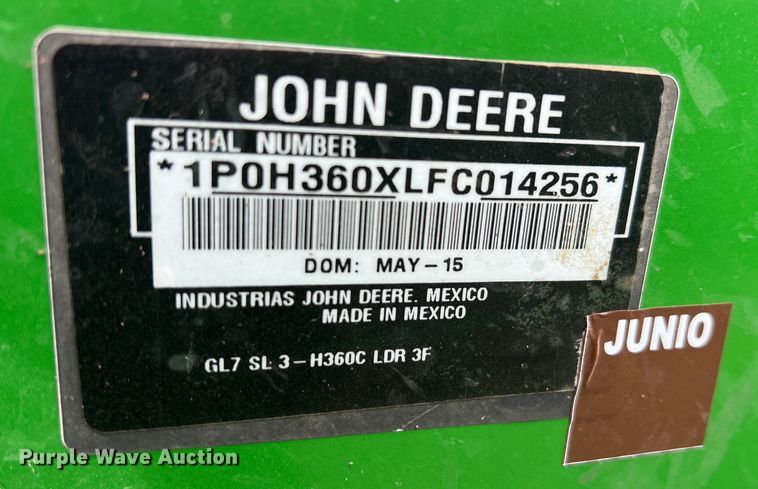 JOHN DEERE
SERIAL NUMBER
*1P0H360XLFC014256*
DOM: MAY-15
INDUSTRIAS JOHN DEERE. MEXICO
MADE IN MEXICO
GL7 SL 3-H360C LDR 3F
JUNIO
Purple Wave Auction